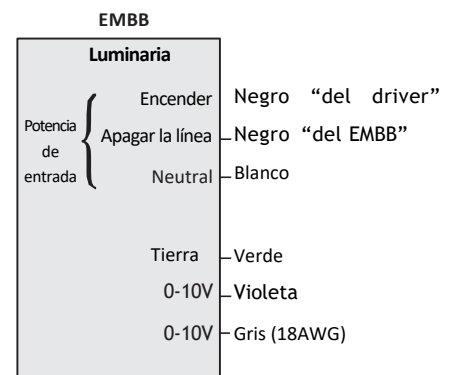 EMBB
Luminaria
Encender Negro “del driver”
Potencia de entrada
Apagar la línea Negro “del EMBB”
Neutral Blanco
Tierra Verde
0-10V Violeta
0-10V Gris (18AWG)